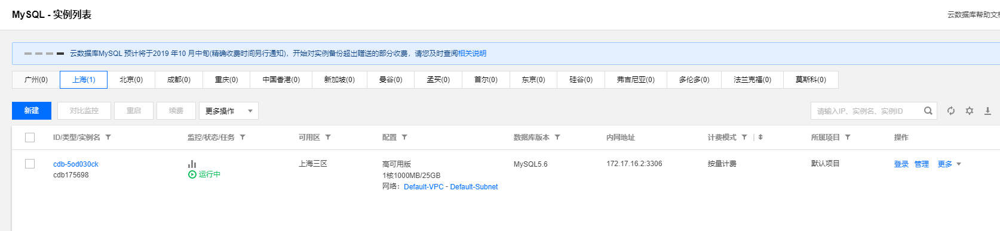 MySQL - 实例列表
云数据库帮助文档
云数据库MySQL 预计将于2019 年10 月中旬(精确收费时间另行通知)，开始对实例备份超出赠送的部分收费，请您及时查阅相关说明
广州(0) 上海(1) 北京(0) 成都(0) 重庆(0) 中国香港(0) 新加坡(0) 曼谷(0) 孟买(0) 首尔(0) 东京(0) 硅谷(0) 弗吉尼亚(0) 多伦多(0) 法兰克福(0) 莫斯科(0)
新建 对比监控 重启 续费 更多操作 请输入IP、实例名、实例ID
ID/类型/实例名 监控/状态/任务 可用区 配置 数据库版本 内网地址 计费模式 所属项目 操作
cdb-5od030ck 上海三区 高可用版 MySQL5.6 172.17.16.2:3306 按量计费 默认项目 登录 管理 更多
cdb175698 运行中 1核1000MB/25GB
网络：Default-VPC - Default-Subnet